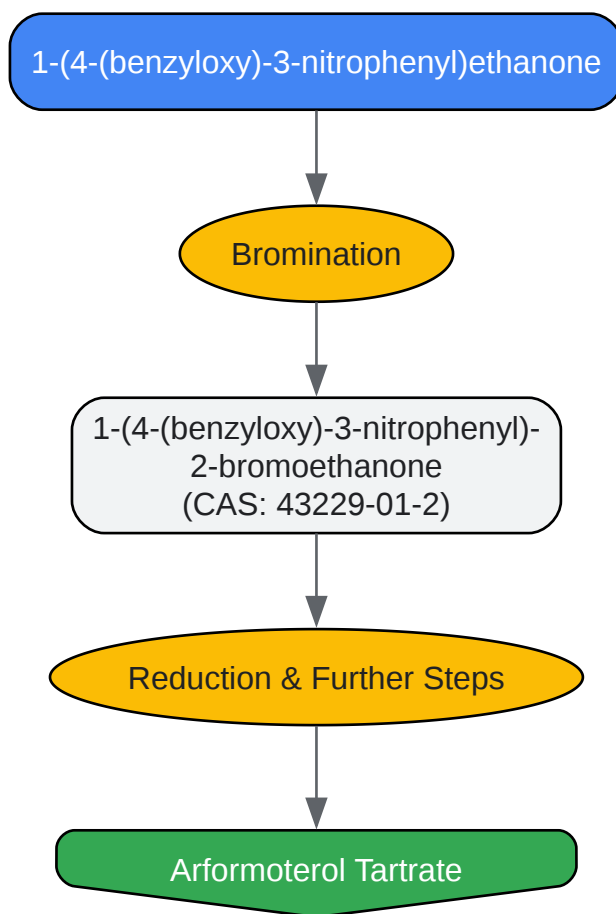 1-(4-(benzyloxy)-3-nitrophenyl)ethanone
Bromination
1-(4-(benzyloxy)-3-nitrophenyl)-
2-bromoethanone
(CAS: 43229-01-2)
Reduction & Further Steps
Arformoterol Tartrate